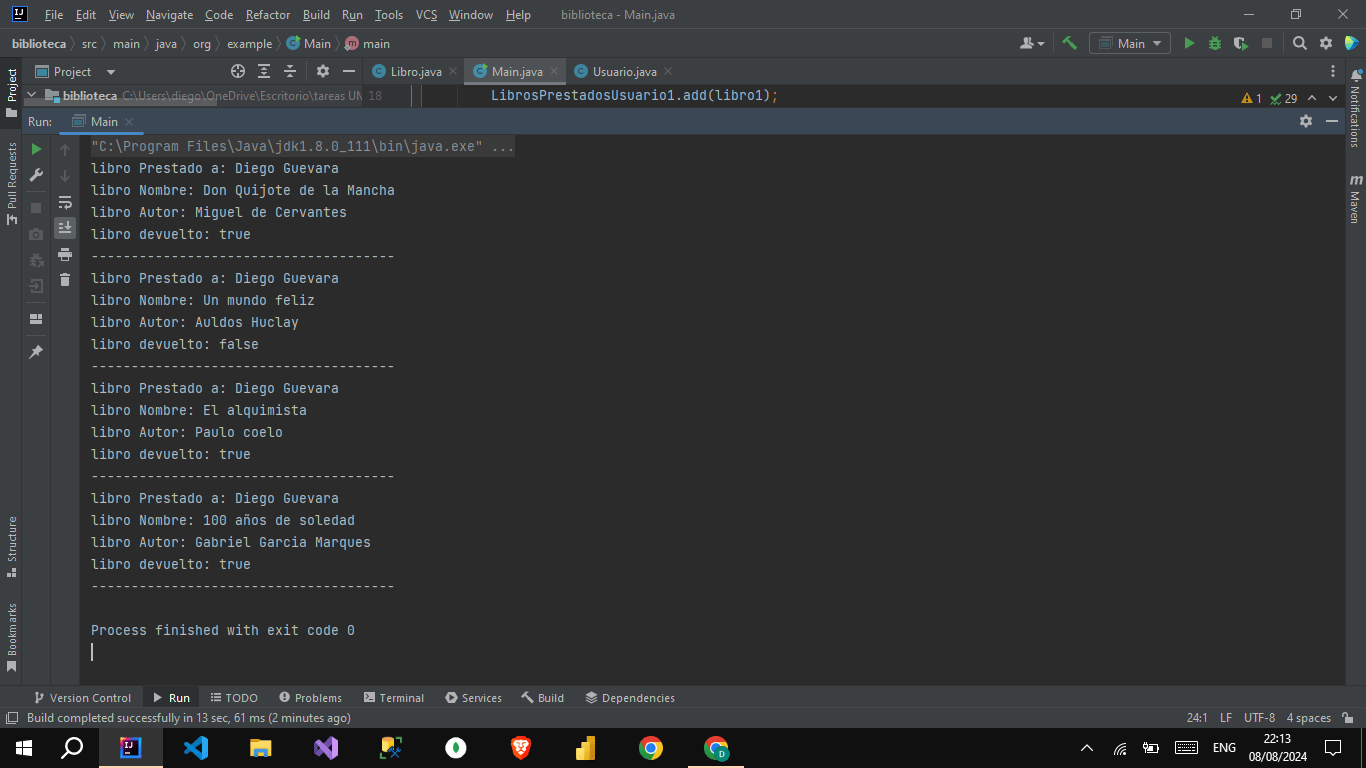 File Edit View Navigate Code Refactor Build Run Tools VCS Window Help biblioteca - Main.java
biblioteca src main java org example Main main Main
Project Libro.java Main.java Usuario.java
biblioteca C:\Users\diego\OneDrive\Escritorio\tareas UM 18 LibrosPrestadosUsuario1.add(libro1); 1 29
Run: Main
"C:\Program Files\Java\jdk1.8.0_111\bin\java.exe" ...
libro Prestado a: Diego Guevara
libro Nombre: Don Quijote de la Mancha
libro Autor: Miguel de Cervantes
libro devuelto: true
--------------------------------------
libro Prestado a: Diego Guevara
libro Nombre: Un mundo feliz
libro Autor: Auldos Huclay
libro devuelto: false
--------------------------------------
libro Prestado a: Diego Guevara
libro Nombre: El alquimista
libro Autor: Paulo coelo
libro devuelto: true
--------------------------------------
libro Prestado a: Diego Guevara
libro Nombre: 100 años de soledad
libro Autor: Gabriel Garcia Marques
libro devuelto: true
--------------------------------------
Process finished with exit code 0
Project
Pull Requests
Structure
Bookmarks
Notifications
m Maven
Version Control Run TODO Problems Terminal Services Build Dependencies
Build completed successfully in 13 sec, 61 ms (2 minutes ago) 24:1 LF UTF-8 4 spaces
ENG 22:13
08/08/2024